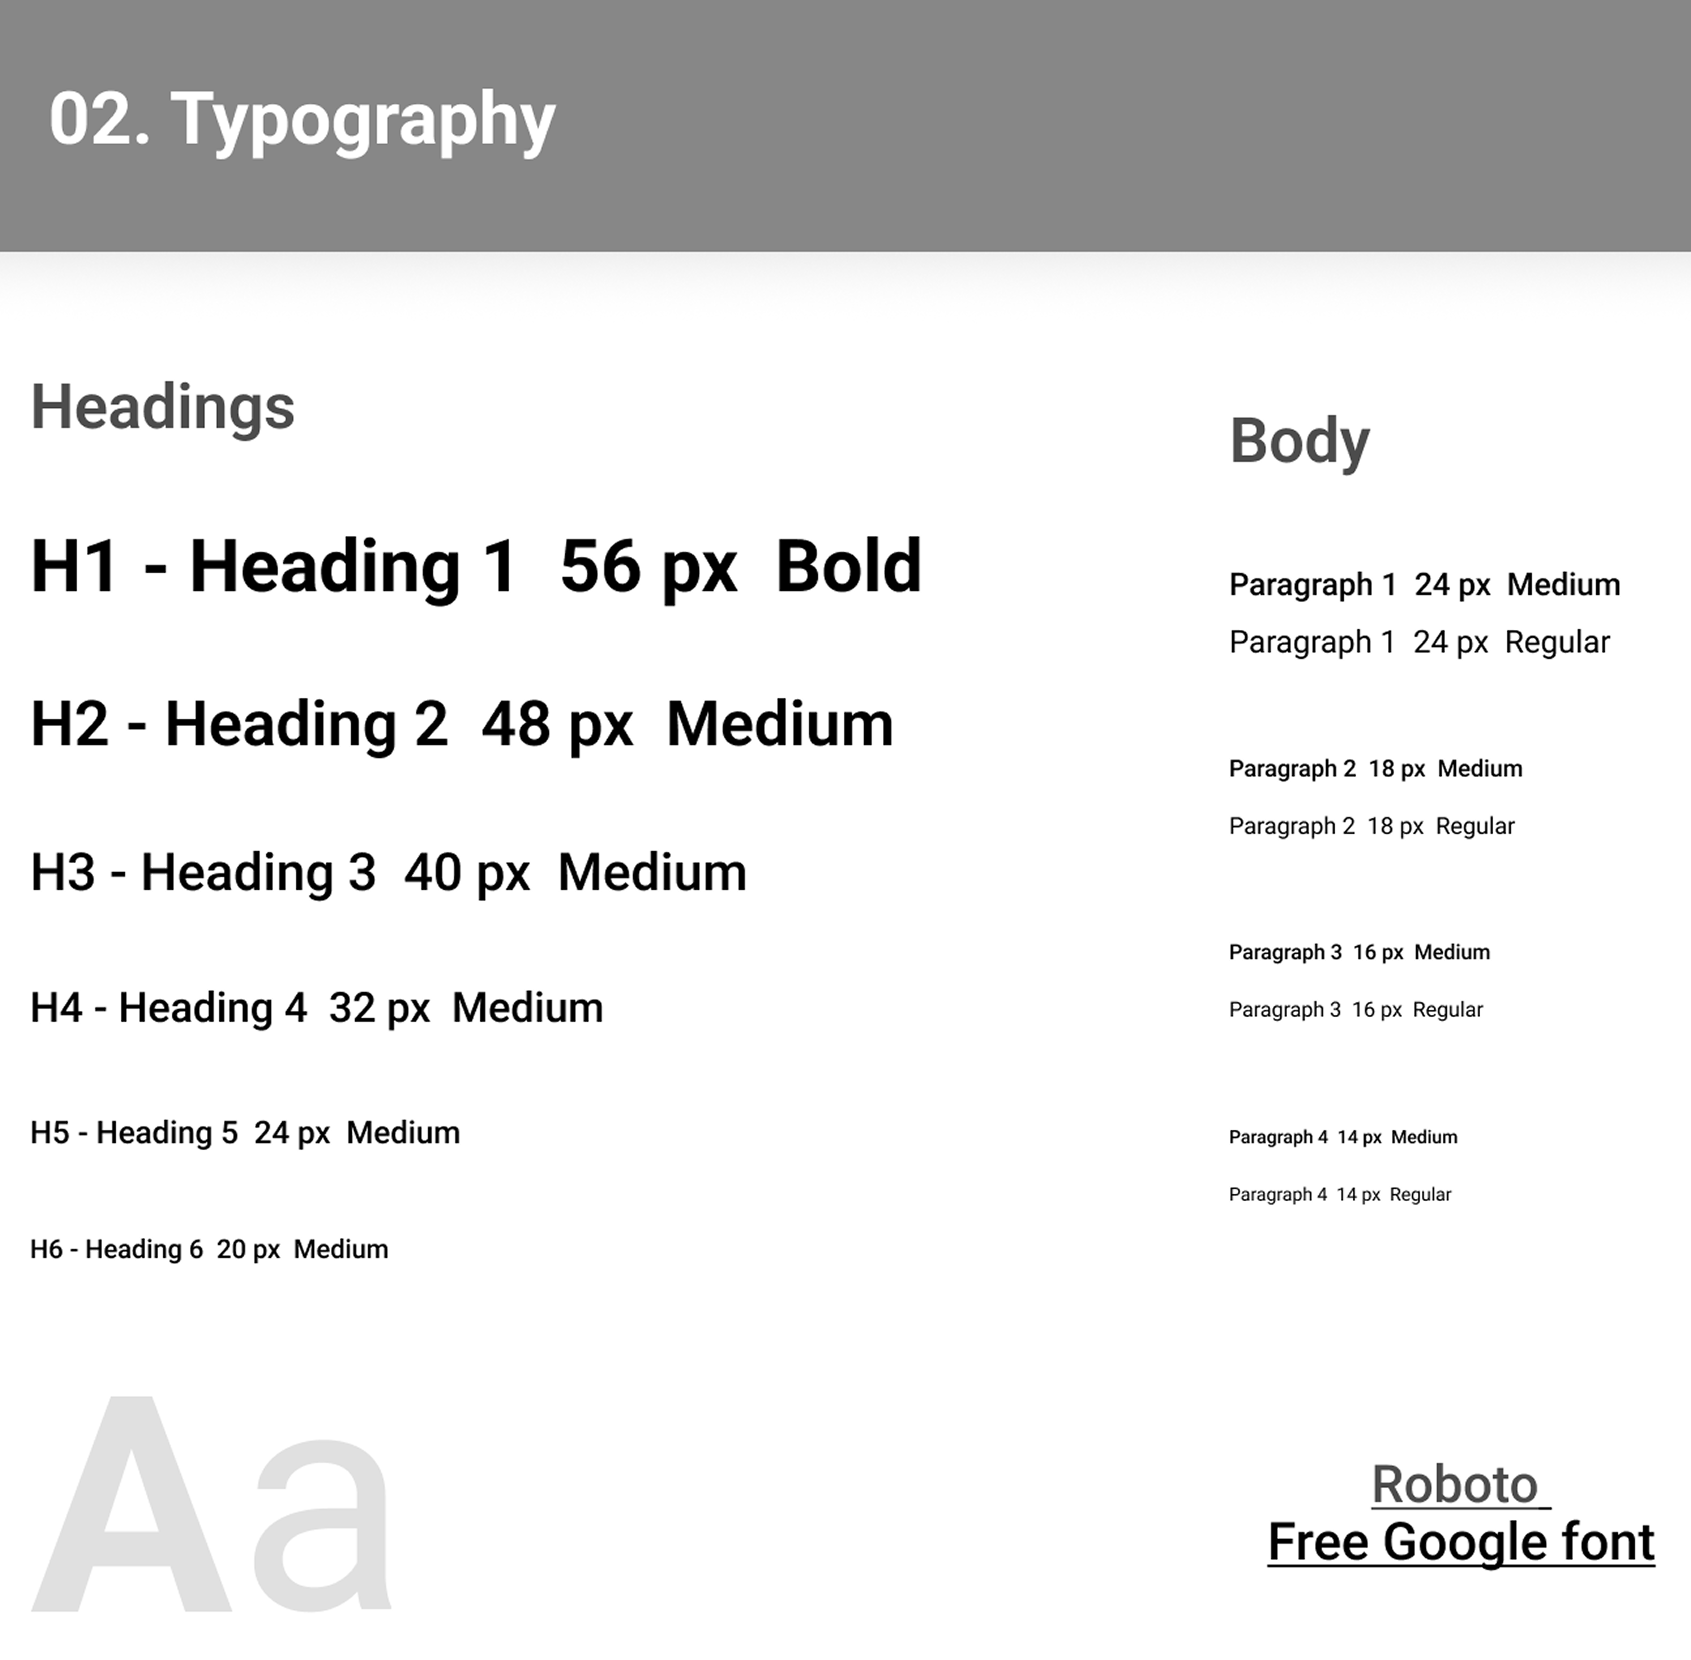 02. Typography
Headings
H1 - Heading 1  56 px  Bold
H2 - Heading 2  48 px  Medium
H3 - Heading 3  40 px  Medium
H4 - Heading 4  32 px  Medium
H5 - Heading 5  24 px  Medium
H6 - Heading 6  20 px  Medium
Body
Paragraph 1  24 px  Medium
Paragraph 1  24 px  Regular
Paragraph 2  18 px  Medium
Paragraph 2  18 px  Regular
Paragraph 3  16 px  Medium
Paragraph 3  16 px  Regular
Paragraph 4  14 px  Medium
Paragraph 4  14 px  Regular
Aa
Roboto
Free Google font